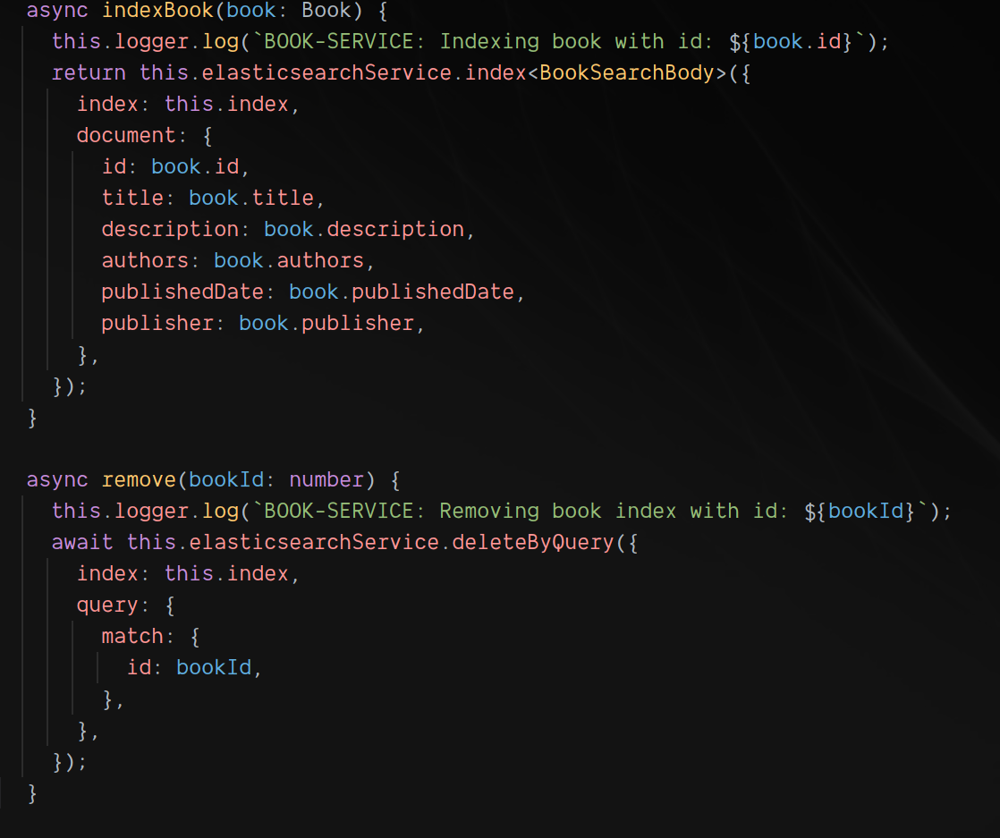 async indexBook(book: Book) {
this.logger.log(`BOOK-SERVICE: Indexing book with id: ${book.id}`);
return this.elasticsearchService.index<BookSearchBody>({
index: this.index,
document: {
id: book.id,
title: book.title,
description: book.description,
authors: book.authors,
publishedDate: book.publishedDate,
publisher: book.publisher,
},
});
}
async remove(bookId: number) {
this.logger.log(`BOOK-SERVICE: Removing book index with id: ${bookId}`);
await this.elasticsearchService.deleteByQuery({
index: this.index,
query: {
match: {
id: bookId,
},
},
});
}